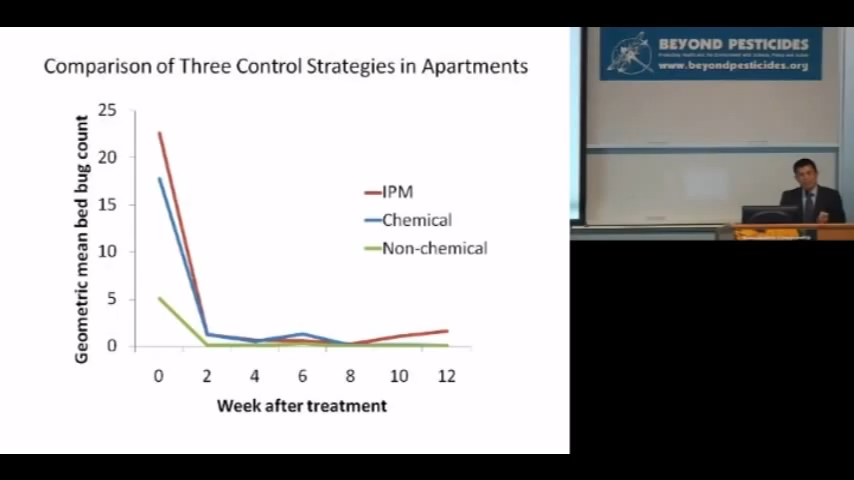 Comparison of Three Control Strategies in Apartments
25
20
15
10
5
0
Geometric mean bed bug count
IPM
Chemical
Non-chemical
0 2 4 6 8 10 12
Week after treatment
BEYOND PESTICIDES
www.beyondpesticides.org